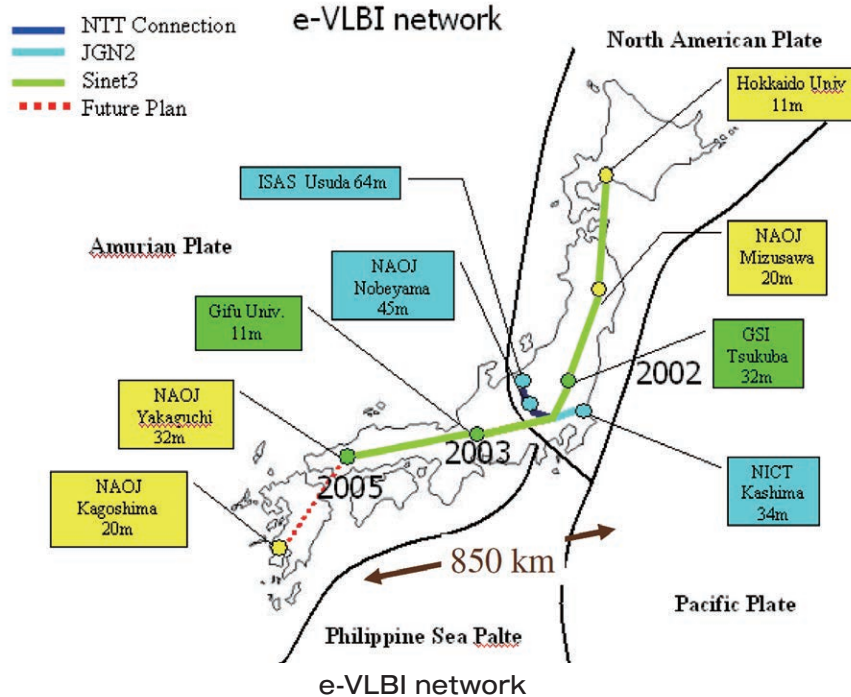 e-VLBI network
NTT Connection
JGN2
Sinet3
Future Plan
North American Plate
Hokkaido Univ
11m
ISAS Usuda 64m
Amurian Plate
NAOJ
Nobeyama
45m
NAOJ
Mizusawa
20m
Gifu Univ.
11m
GSI
Tsukuba
32m
2002
NAOJ
Yakaguchi
32m
2003
2005
NAOJ
Kagoshima
20m
NICT
Kashima
34m
850 km
Pacific Plate
Philippine Sea Palte
e-VLBI network